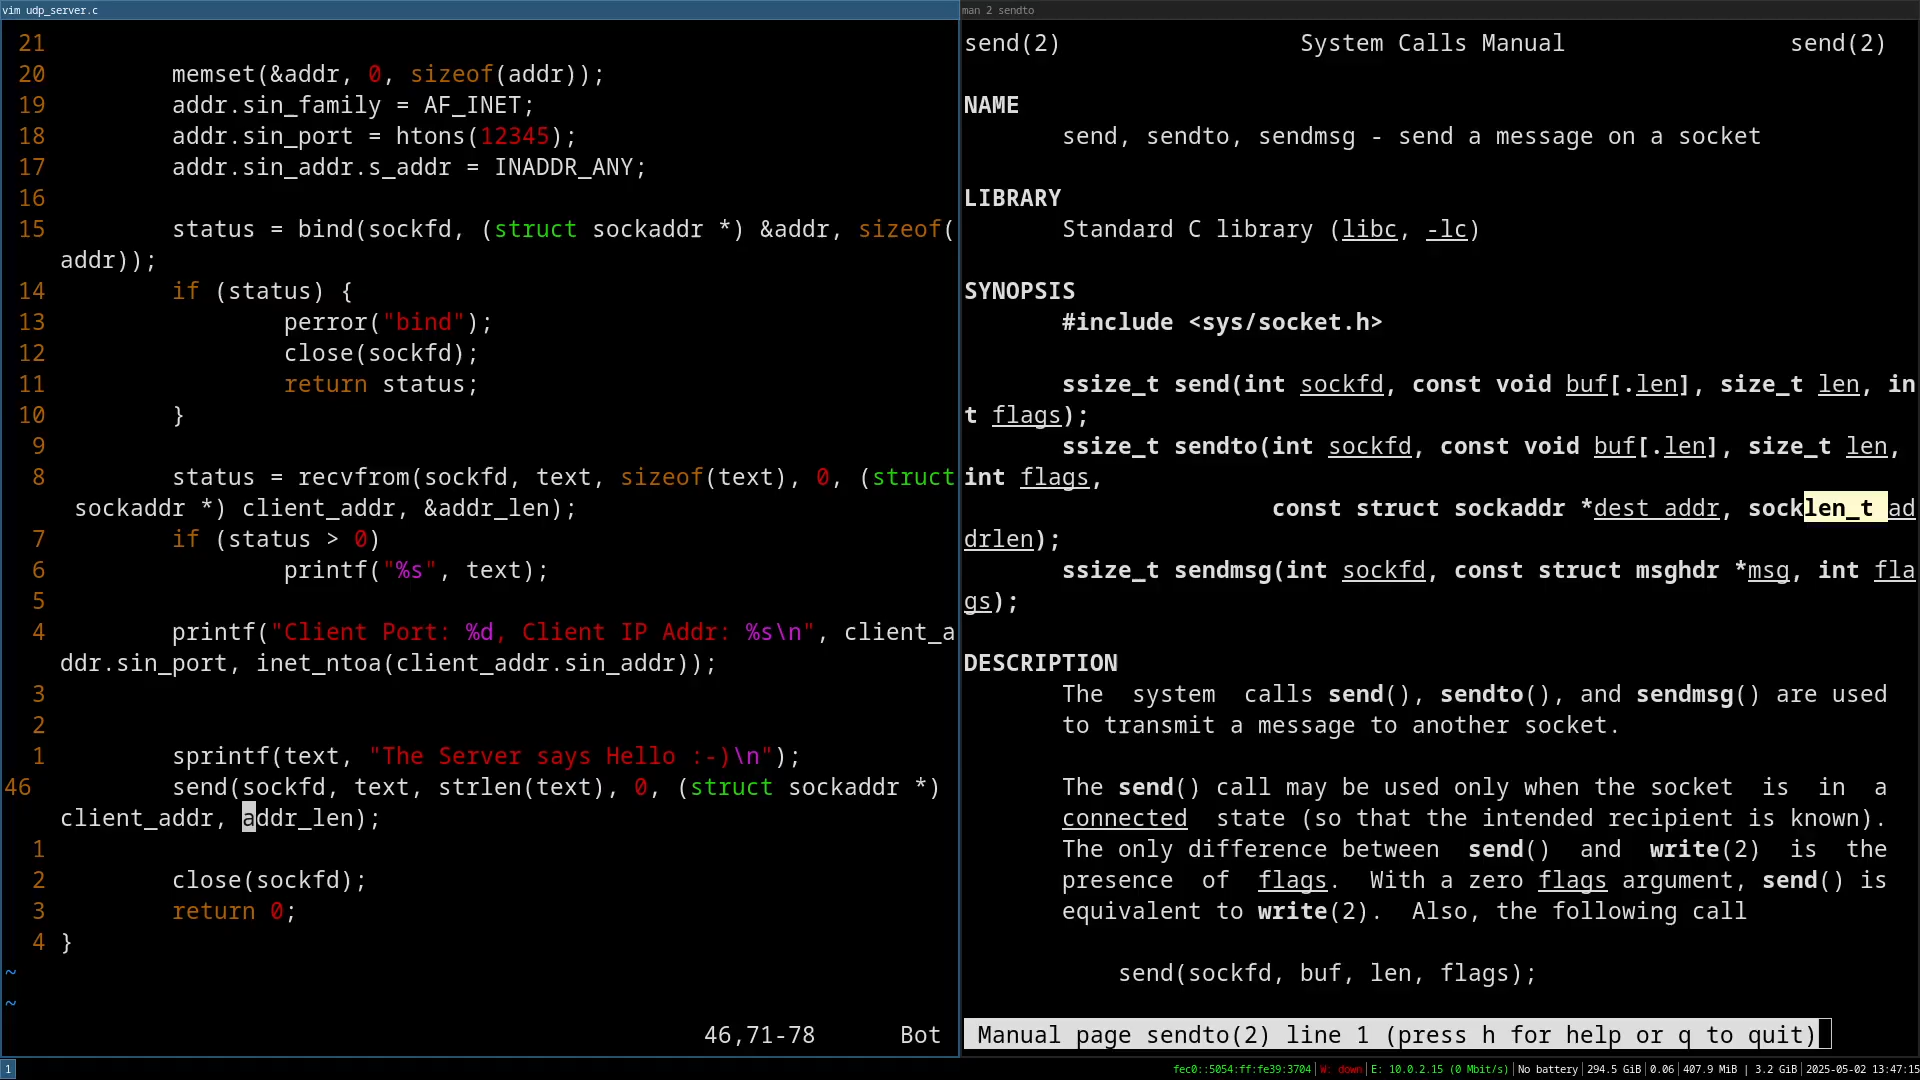 vim udp_server.c
21
20        memset(&addr, 0, sizeof(addr));
19        addr.sin_family = AF_INET;
18        addr.sin_port = htons(12345);
17        addr.sin_addr.s_addr = INADDR_ANY;
16
15        status = bind(sockfd, (struct sockaddr *) &addr, sizeof(
addr));
14        if (status) {
13                perror("bind");
12                close(sockfd);
11                return status;
10        }
9
8        status = recvfrom(sockfd, text, sizeof(text), 0, (struct
 sockaddr *) client_addr, &addr_len);
7        if (status > 0)
6                printf("%s", text);
5
4        printf("Client Port: %d, Client IP Addr: %s\n", client_a
ddr.sin_port, inet_ntoa(client_addr.sin_addr));
3
2
1        sprintf(text, "The Server says Hello :-)\n");
46        send(sockfd, text, strlen(text), 0, (struct sockaddr *)
client_addr, addr_len);
1
2        close(sockfd);
3        return 0;
4 }
~
~
46,71-78 Bot
man 2 sendto
send(2) System Calls Manual send(2)
NAME
send, sendto, sendmsg - send a message on a socket
LIBRARY
Standard C library (libc, -lc)
SYNOPSIS
#include <sys/socket.h>
ssize_t send(int sockfd, const void buf[.len], size_t len, in
t flags);
ssize_t sendto(int sockfd, const void buf[.len], size_t len,
int flags,
const struct sockaddr *dest_addr, socklen_t ad
drlen);
ssize_t sendmsg(int sockfd, const struct msghdr *msg, int fla
gs);
DESCRIPTION
The system calls send(), sendto(), and sendmsg() are used
to transmit a message to another socket.
The send() call may be used only when the socket is in a
connected state (so that the intended recipient is known).
The only difference between send() and write(2) is the
presence of flags. With a zero flags argument, send() is
equivalent to write(2). Also, the following call
send(sockfd, buf, len, flags);
Manual page sendto(2) line 1 (press h for help or q to quit)
1
fec0::5054:ff:fe39:3704 | W: down | E: 10.0.2.15 (0 Mbit/s) | No battery | 294.5 GiB | 0.06 | 407.9 MiB | 3.2 GiB | 2025-05-02 13:47:15